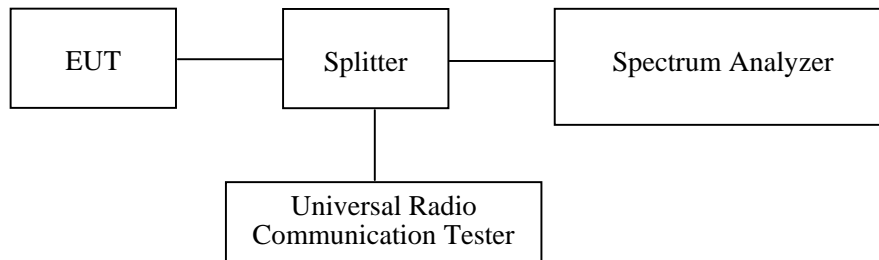 EUT
Splitter
Spectrum Analyzer
Universal Radio
Communication Tester